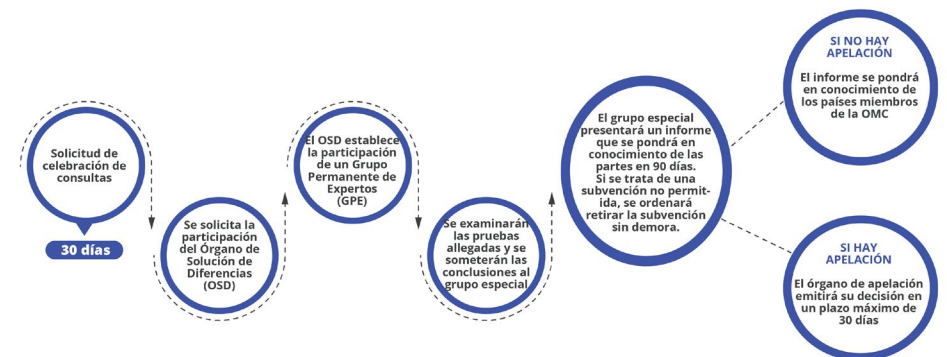 Solicitud de
celebración de
consultas
30 días
Se solicita la
participación
del Órgano de
Solución de
Diferencias
(OSD)
El OSD establece
la participación
de un Grupo
Permanente de
Expertos
(GPE)
Se examinarán
las pruebas
allegadas y se
someterán las
conclusiones al
grupo especial
El grupo especial
presentará un informe
que se pondrá en
conocimiento de las
partes en 90 días.
Si se trata de una
subvención no permit-
ida, se ordenará
retirar la subvención
sin demora.
SI NO HAY
APELACIÓN
El informe se pondrá
en conocimiento de
los países miembros
de la OMC
SI HAY
APELACIÓN
El órgano de apelación
emitirá su decisión en
un plazo máximo de
30 días